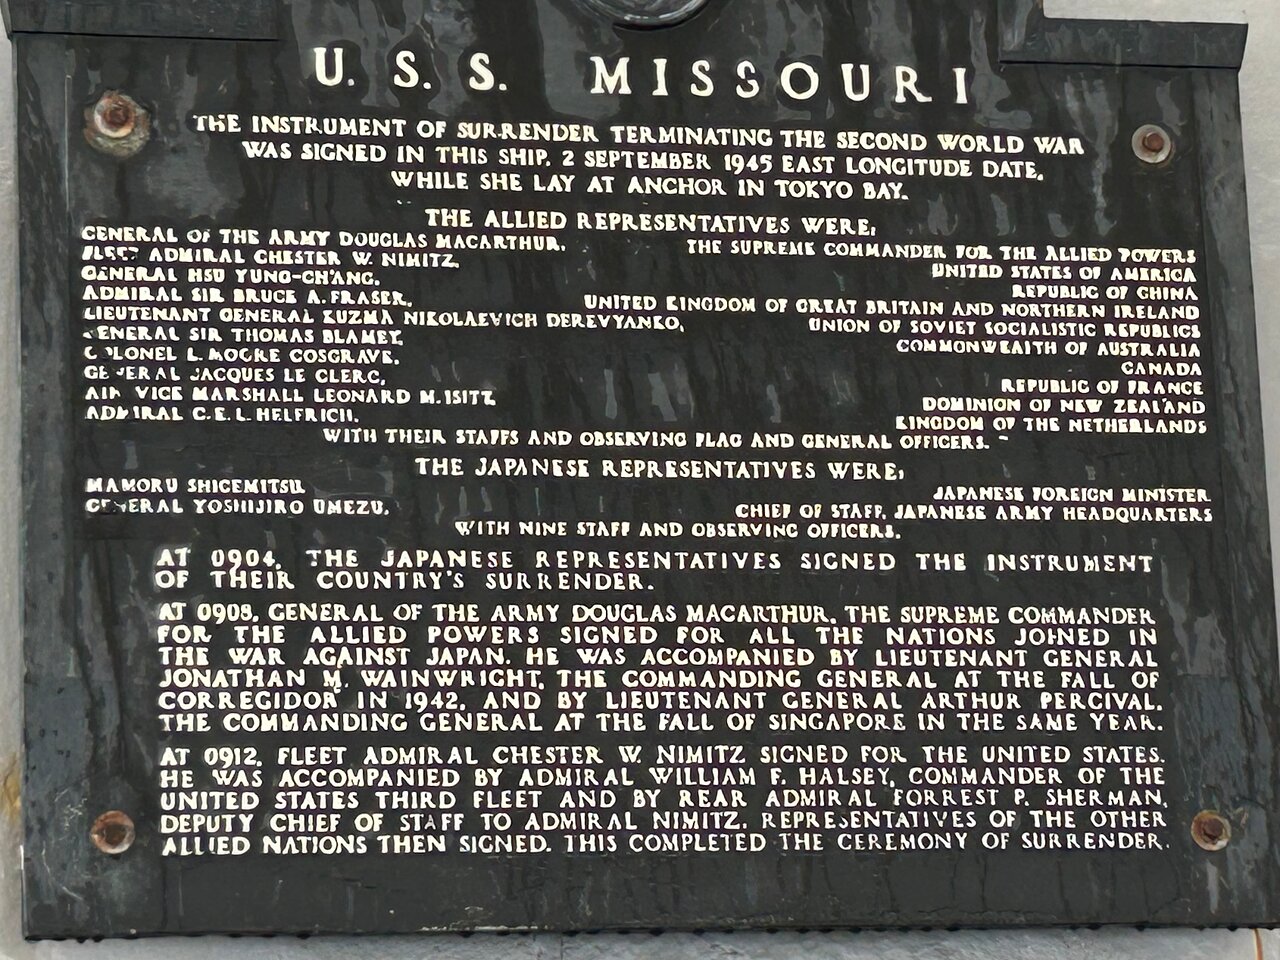 U. S. S. MISSOURI
THE INSTRUMENT OF SURRENDER TERMINATING THE SECOND WORLD WAR
WAS SIGNED IN THIS SHIP, 2 SEPTEMBER 1945 EAST LONGITUDE DATE,
WHILE SHE LAY AT ANCHOR IN TOKYO BAY.
THE ALLIED REPRESENTATIVES WERE,
GENERAL OF THE ARMY DOUGLAS MACARTHUR, THE SUPREME COMMANDER FOR THE ALLIED POWERS
FLEET ADMIRAL CHESTER W. NIMITZ, UNITED STATES OF AMERICA
GENERAL HSU YUNG-CH'ANG, REPUBLIC OF CHINA
ADMIRAL SIR BRUCE A. FRASER, UNITED KINGDOM OF GREAT BRITAIN AND NORTHERN IRELAND
LIEUTENANT GENERAL KUZMA NIKOLAEVICH DEREVYANKO, UNION OF SOVIET SOCIALISTIC REPUBLICS
GENERAL SIR THOMAS BLAMEY, COMMONWEALTH OF AUSTRALIA
COLONEL L. MOORE COSGRAVE, CANADA
GENERAL JACQUES LE CLERC, REPUBLIC OF FRANCE
AIR VICE MARSHALL LEONARD M. ISITT, DOMINION OF NEW ZEALAND
ADMIRAL C. E. L. HELFRICH, KINGDOM OF THE NETHERLANDS
WITH THEIR STAFFS AND OBSERVING FLAG AND GENERAL OFFICERS.
THE JAPANESE REPRESENTATIVES WERE,
MAMORU SHIGEMITSU, JAPANESE FOREIGN MINISTER
GENERAL YOSHIJIRO UMEZU, CHIEF OF STAFF, JAPANESE ARMY HEADQUARTERS
WITH NINE STAFF AND OBSERVING OFFICERS.
AT 0904, THE JAPANESE REPRESENTATIVES SIGNED THE INSTRUMENT
OF THEIR COUNTRY'S SURRENDER.
AT 0908, GENERAL OF THE ARMY DOUGLAS MACARTHUR, THE SUPREME COMMANDER
FOR THE ALLIED POWERS SIGNED FOR ALL THE NATIONS JOINED IN
THE WAR AGAINST JAPAN. HE WAS ACCOMPANIED BY LIEUTENANT GENERAL
JONATHAN M. WAINWRIGHT, THE COMMANDING GENERAL AT THE FALL OF
CORREGIDOR IN 1942, AND BY LIEUTENANT GENERAL ARTHUR PERCIVAL,
THE COMMANDING GENERAL AT THE FALL OF SINGAPORE IN THE SAME YEAR.
AT 0912, FLEET ADMIRAL CHESTER W. NIMITZ SIGNED FOR THE UNITED STATES.
HE WAS ACCOMPANIED BY ADMIRAL WILLIAM F. HALSEY, COMMANDER OF THE
UNITED STATES THIRD FLEET AND BY REAR ADMIRAL FORREST P. SHERMAN,
DEPUTY CHIEF OF STAFF TO ADMIRAL NIMITZ. REPRESENTATIVES OF THE OTHER
ALLIED NATIONS THEN SIGNED. THIS COMPLETED THE CEREMONY OF SURRENDER.